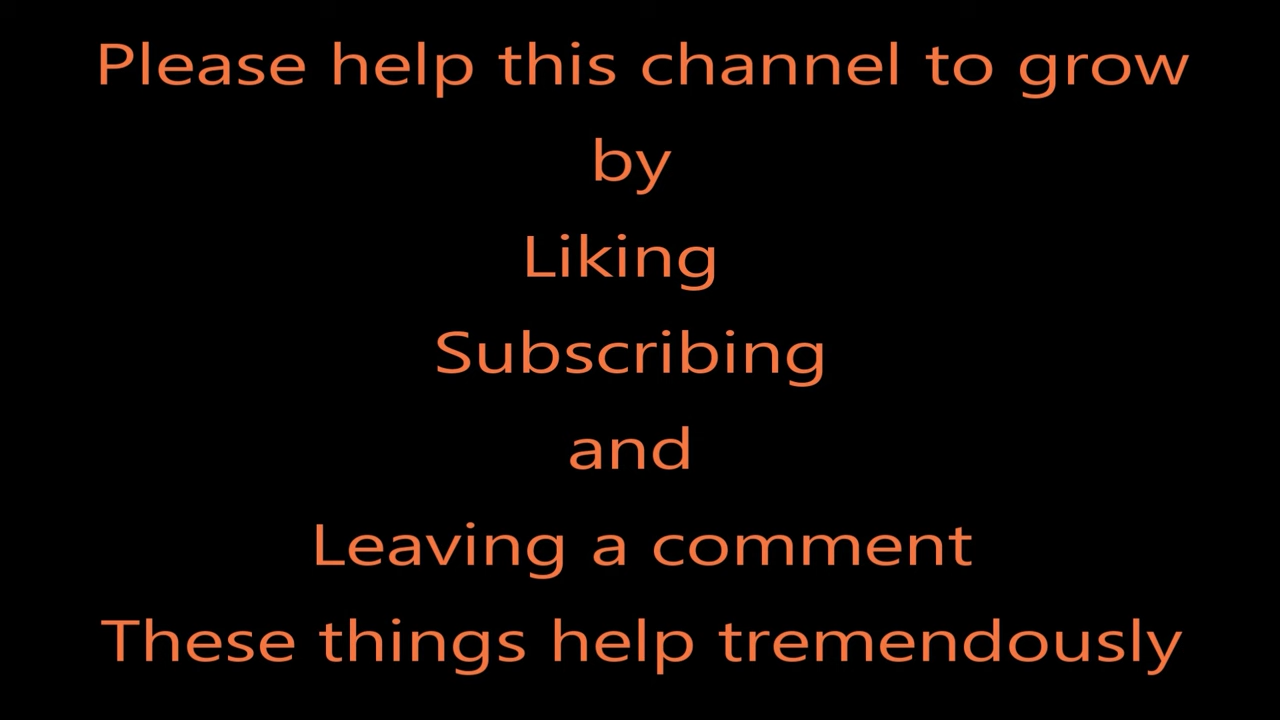 Please help this channel to grow
by
Liking
Subscribing
and
Leaving a comment
These things help tremendously